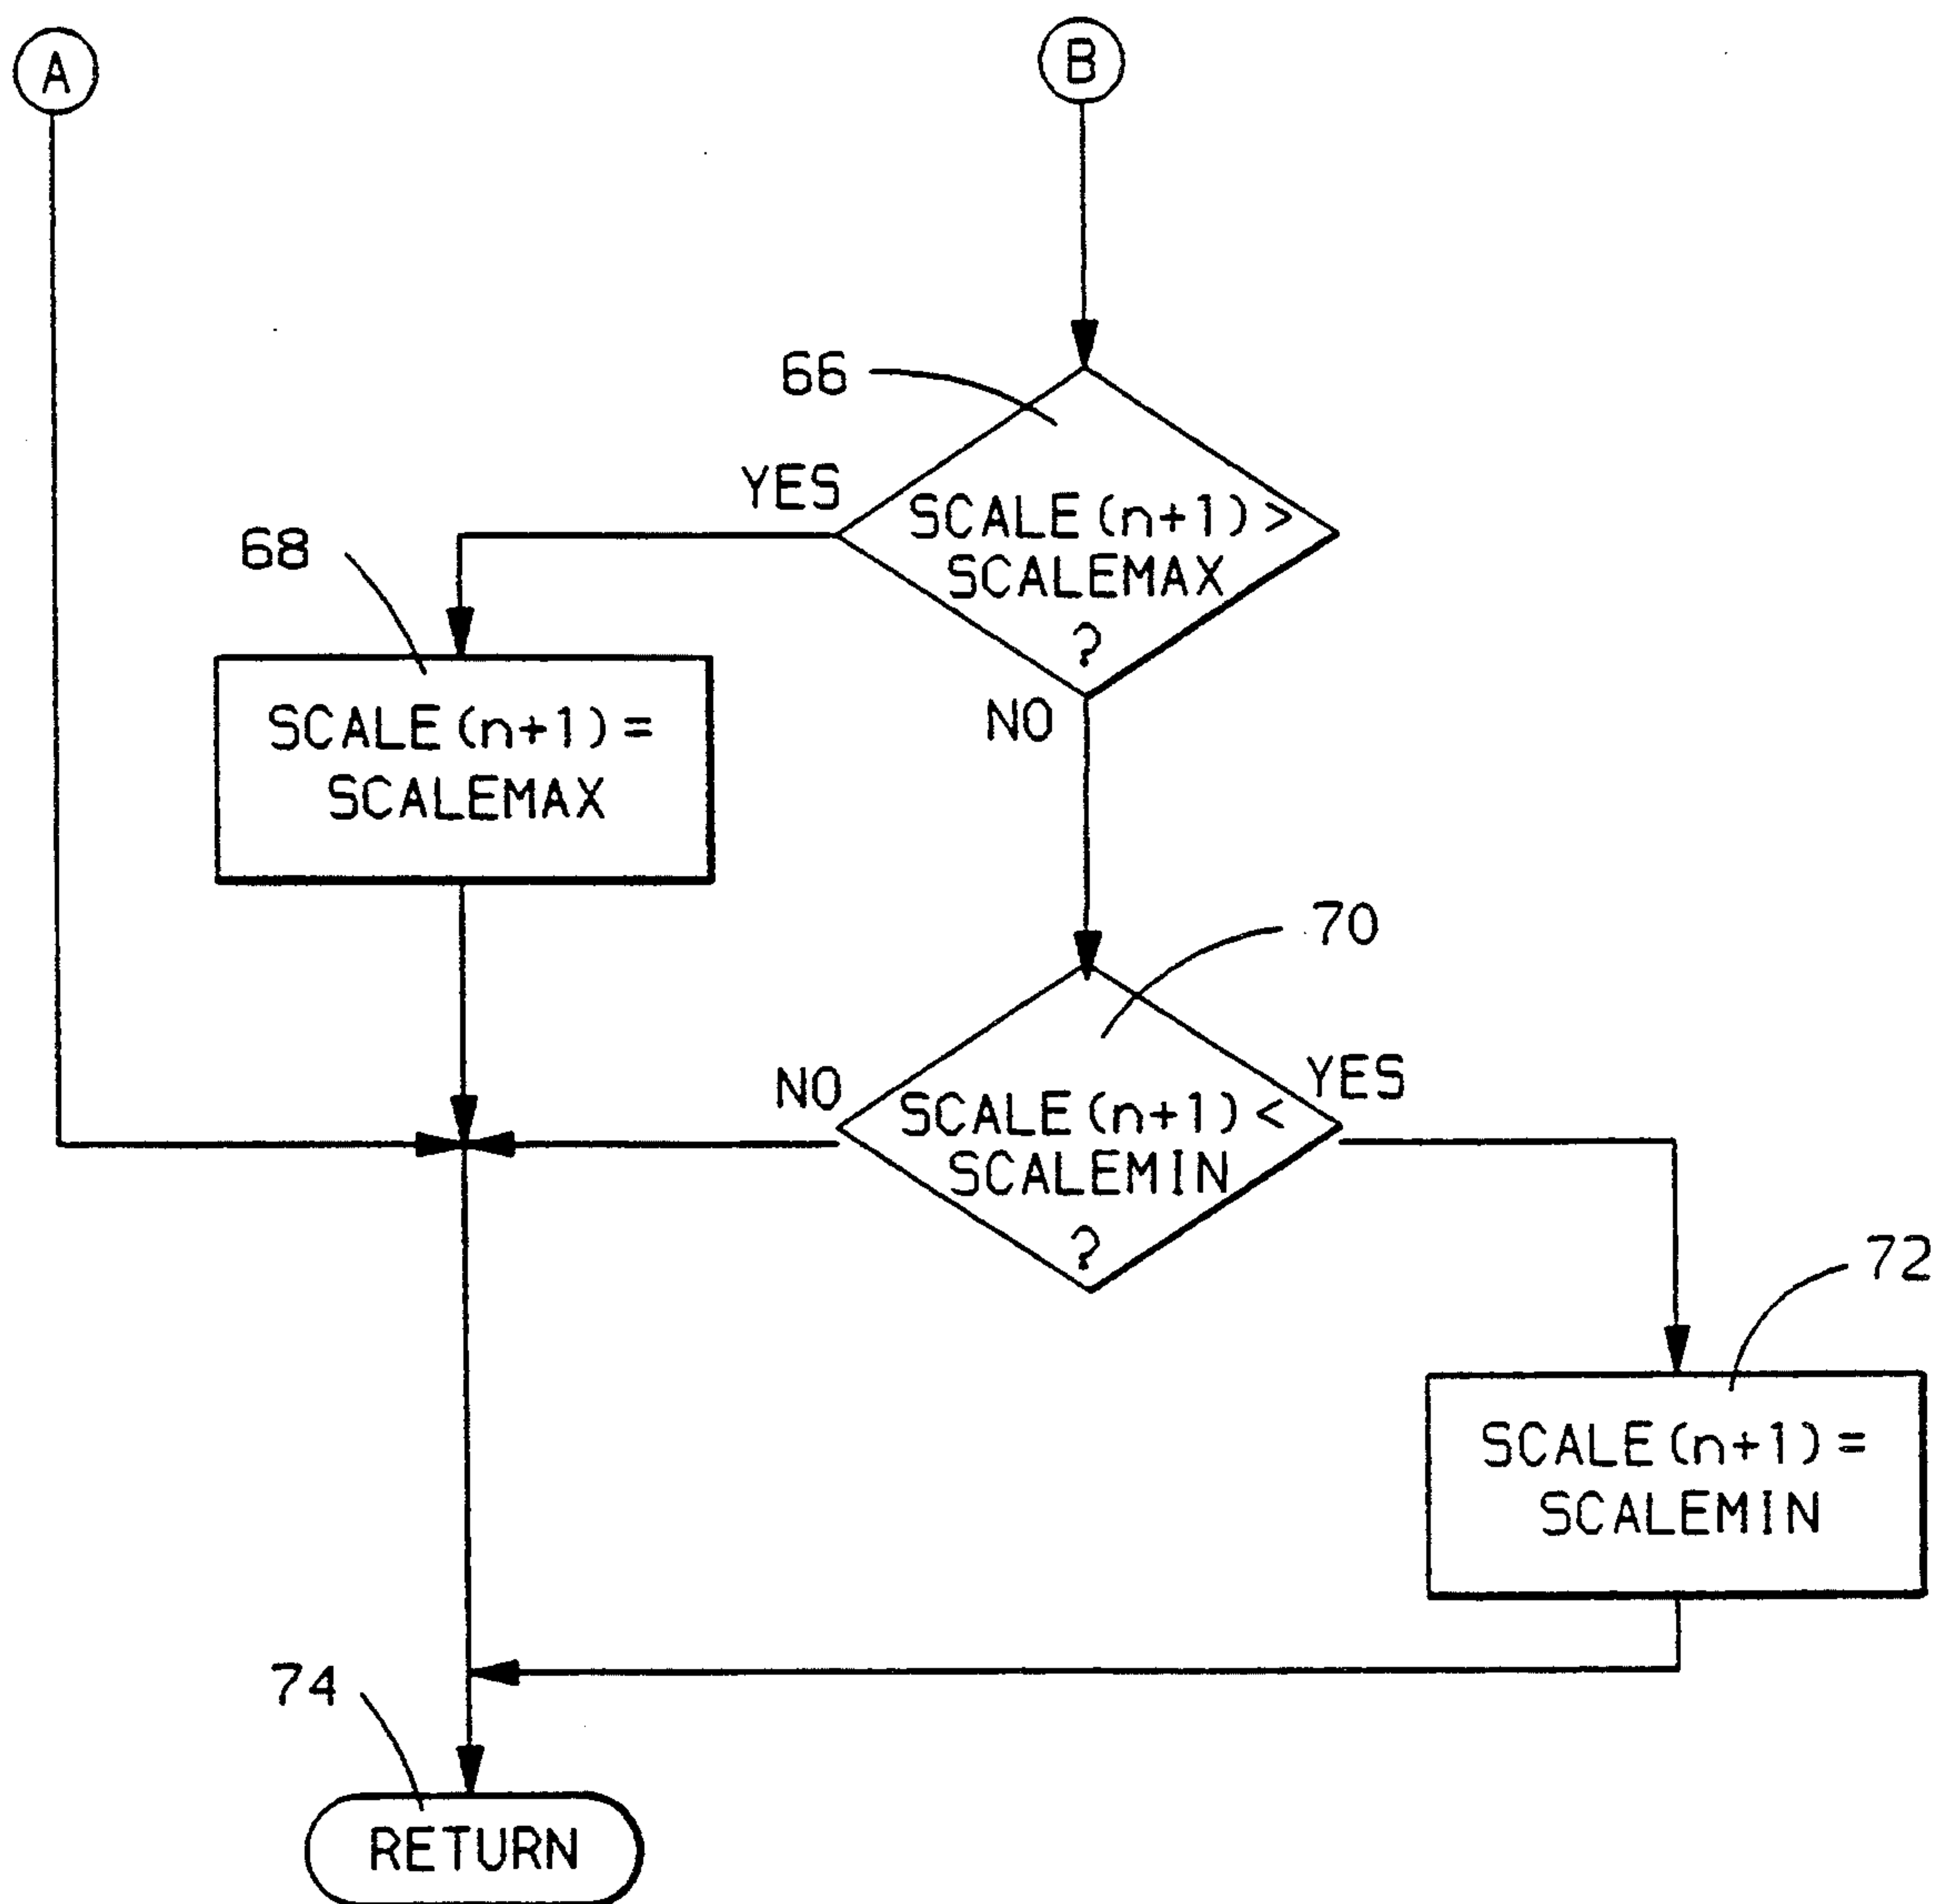 A
B
66
YES
SCALE(n+1)>
SCALEMAX
?
NO
68
SCALE(n+1)=
SCALEMAX
70
NO
YES
SCALE(n+1)<
SCALEMIN
?
72
SCALE(n+1)=
SCALEMIN
74
RETURN